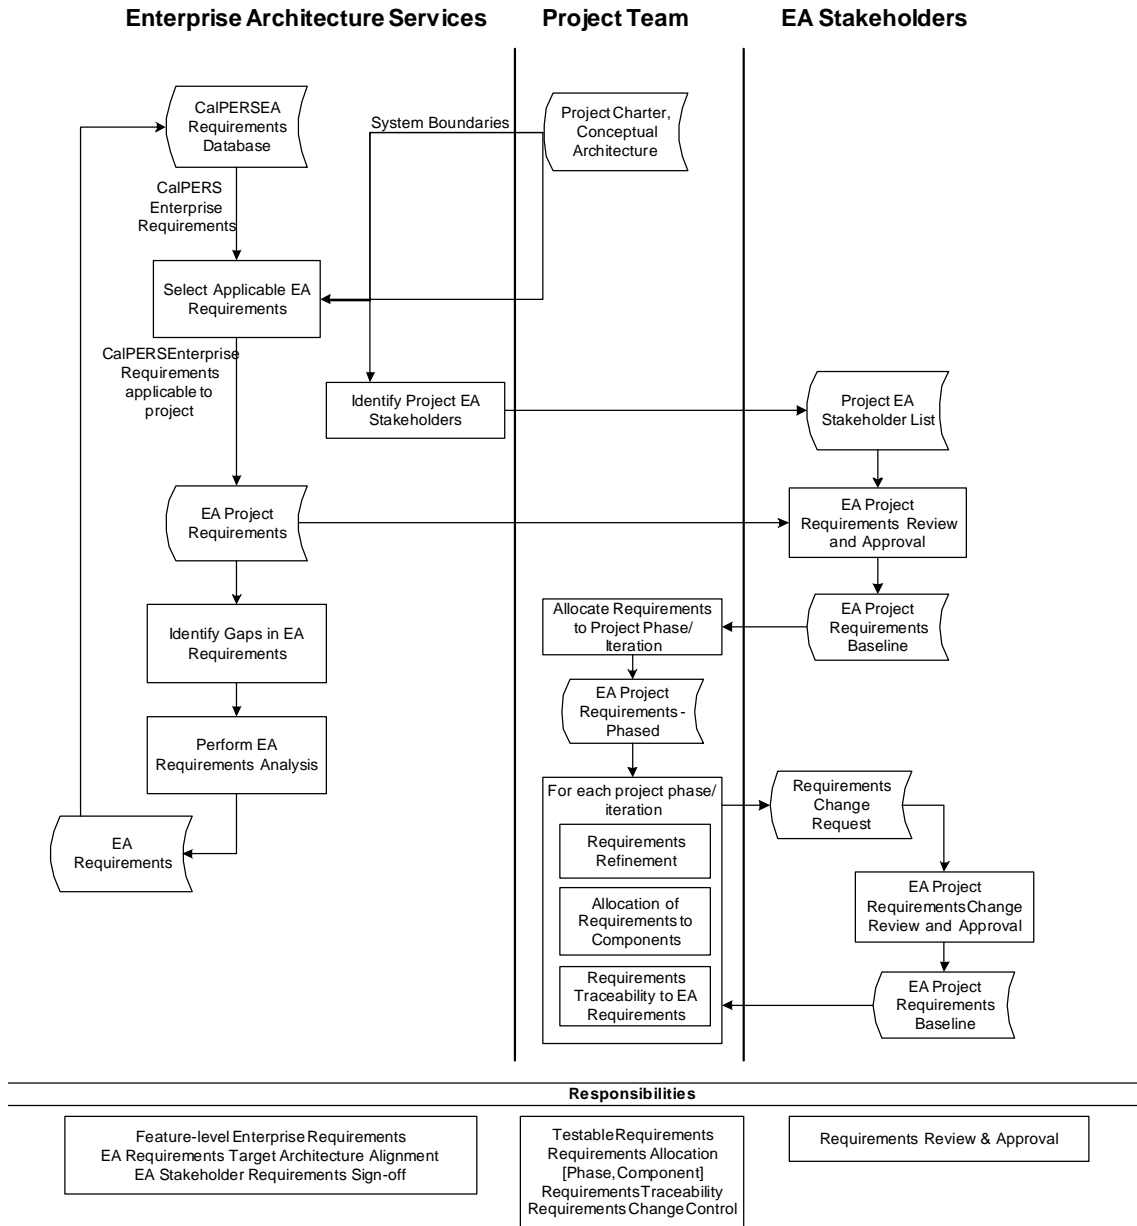 Enterprise Architecture Services
Project Team
EA Stakeholders
CalPERSEA
Requirements
Database
System Boundaries
Project Charter,
Conceptual
Architecture
CalPERS
Enterprise
Requirements
Select Applicable EA
Requirements
CalPERSEnterprise
Requirements
applicable to
project
Identify Project EA
Stakeholders
Project EA
Stakeholder List
EA Project
Requirements
EA Project
Requirements Review
and Approval
Identify Gaps in EA
Requirements
Allocate Requirements
to Project Phase/
Iteration
EA Project
Requirements
Baseline
EA Project
Requirements -
Phased
Perform EA
Requirements Analysis
For each project phase/
iteration
Requirements
Change
Request
EA
Requirements
Requirements
Refinement
Allocation of
Requirements to
Components
EA Project
Requirements Change
Review and Approval
Requirements
Traceability to EA
Requirements
EA Project
Requirements
Baseline
Responsibilities
Feature-level Enterprise Requirements
EA Requirements Target Architecture Alignment
EA Stakeholder Requirements Sign-off
Testable Requirements
Requirements Allocation
[Phase, Component]
Requirements Traceability
Requirements Change Control
Requirements Review & Approval